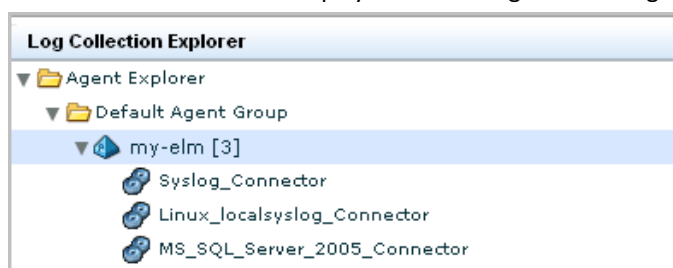 Log Collection Explorer
Agent Explorer
Default Agent Group
my-elm [3]
Syslog_Connector
Linux_localsyslog_Connector
MS_SQL_Server_2005_Connector